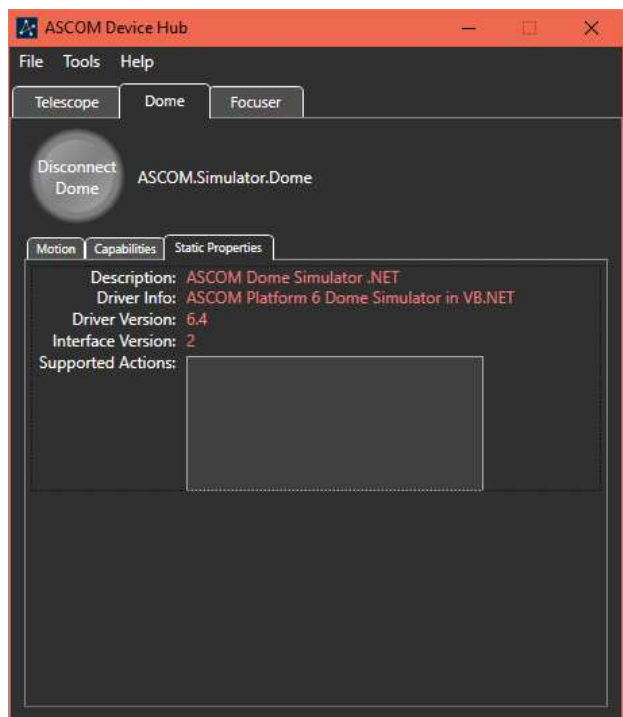 ASCOM Device Hub
File Tools Help
Telescope Dome Focuser
Disconnect
Dome
ASCOM.Simulator.Dome
Motion Capabilities Static Properties
Description: ASCOM Dome Simulator .NET
Driver Info: ASCOM Platform 6 Dome Simulator in VB.NET
Driver Version: 6.4
Interface Version: 2
Supported Actions: